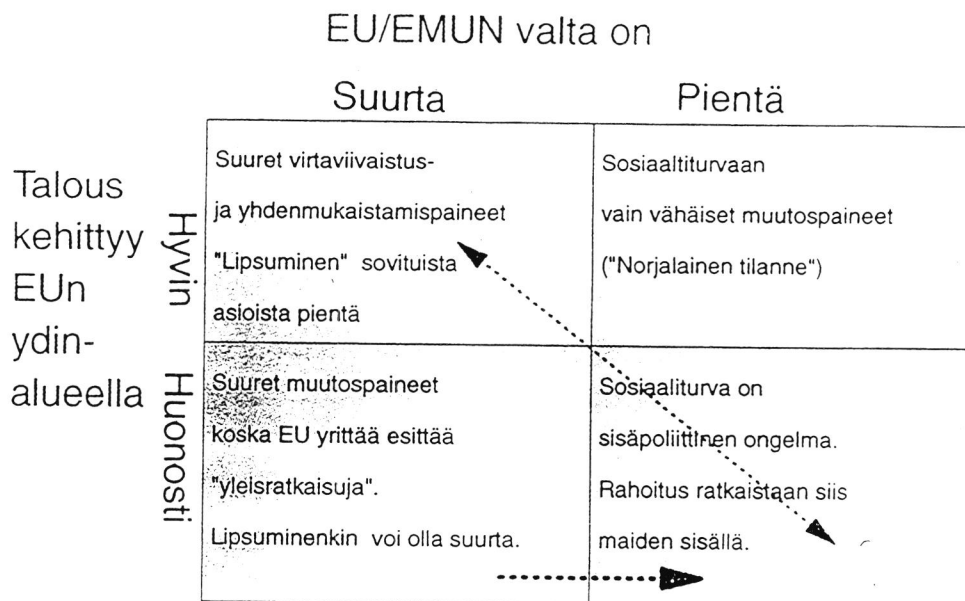 EU/EMUN valta on
Suurta
Pientä
Talous
kehittyy
EUn
ydin-
alueella
Hyvin
Suuret virtaviivaistus-
ja yhdenmukaistamispaineet
"Lipsuminen" sovituista
asioista pientä
Sosiaaltiturvaan
vain vähäiset muutospaineet
("Norjalainen tilanne")
Huonosti
Suuret muutospaineet
koska EU yrittää esittää
"yleisratkaisuja".
Lipsuminenkin voi olla suurta.
Sosiaaliturva on
sisäpoliittinen ongelma.
Rahoitus ratkaistaan siis
maiden sisällä.